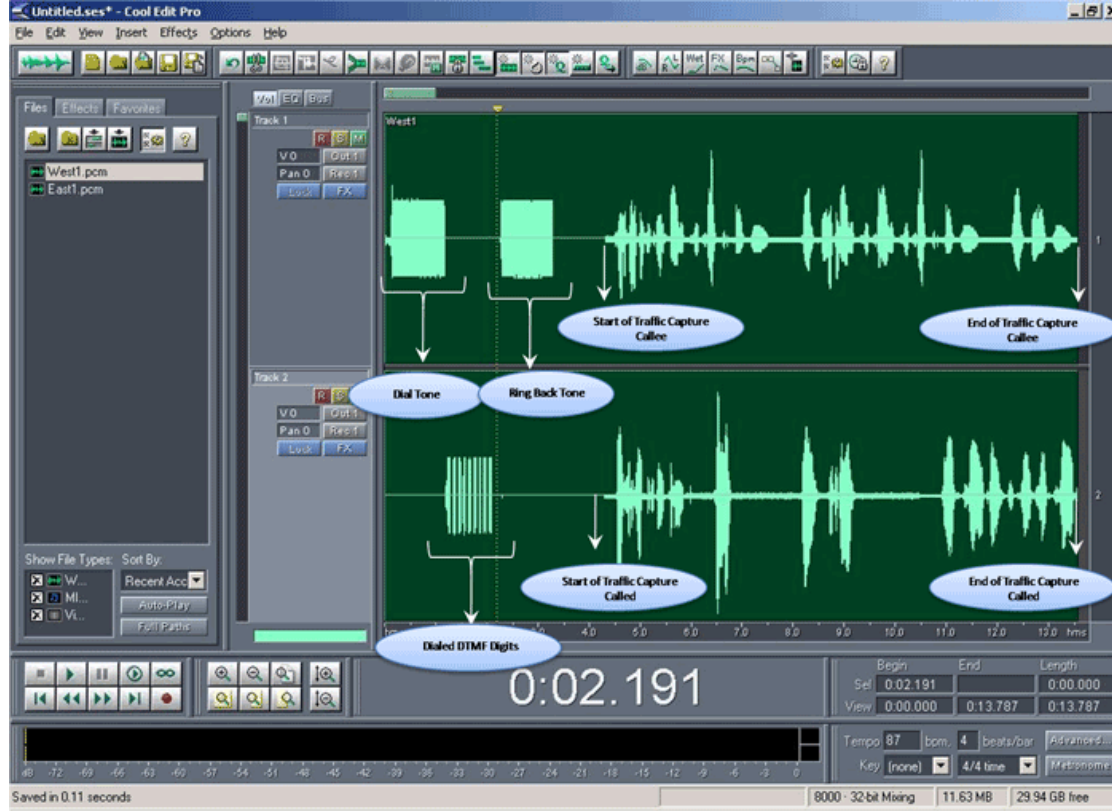 Untitled.ses* - Cool Edit Pro
File Edit View Insert Effects Options Help
Files Effects Favorites
West1.pcm
East1.pcm
Show File Types: Sort By:
W...
MI...
Vi...
Recent Acc
Auto-Play
Full Paths
Vol EQ Bus
Track 1
R S M
V 0 Out 1
Pan 0 Rec 1
Lock FX
West1
1
Start of Traffic Capture
Callee
End of Traffic Capture
Callee
Dial Tone
Ring Back Tone
Track 2
R S
V 0 Out 1
Pan 0 Rec 1
Lock FX
2
Start of Traffic Capture
Called
End of Traffic Capture
Called
Dialed DTMF Digits
4.0 5.0 6.0 7.0 8.0 9.0 10.0 11.0 12.0 13.0 hms
0:02.191
Begin End Length
Sel 0:02.191 0:00.000
View 0:00.000 0:13.787 0:13.787
dB -72 -69 -66 -63 -60 -57 -54 -51 -48 -45 -42 -39 -36 -33 -30 -27 -24 -21 -18 -15 -12 -9 -6 -3 0
Tempo 87 bpm, 4 beats/bar Advanced...
Key (none) 4/4 time Metronome
Saved in 0.11 seconds
8000 · 32-bit Mixing 11.63 MB 29.94 GB free